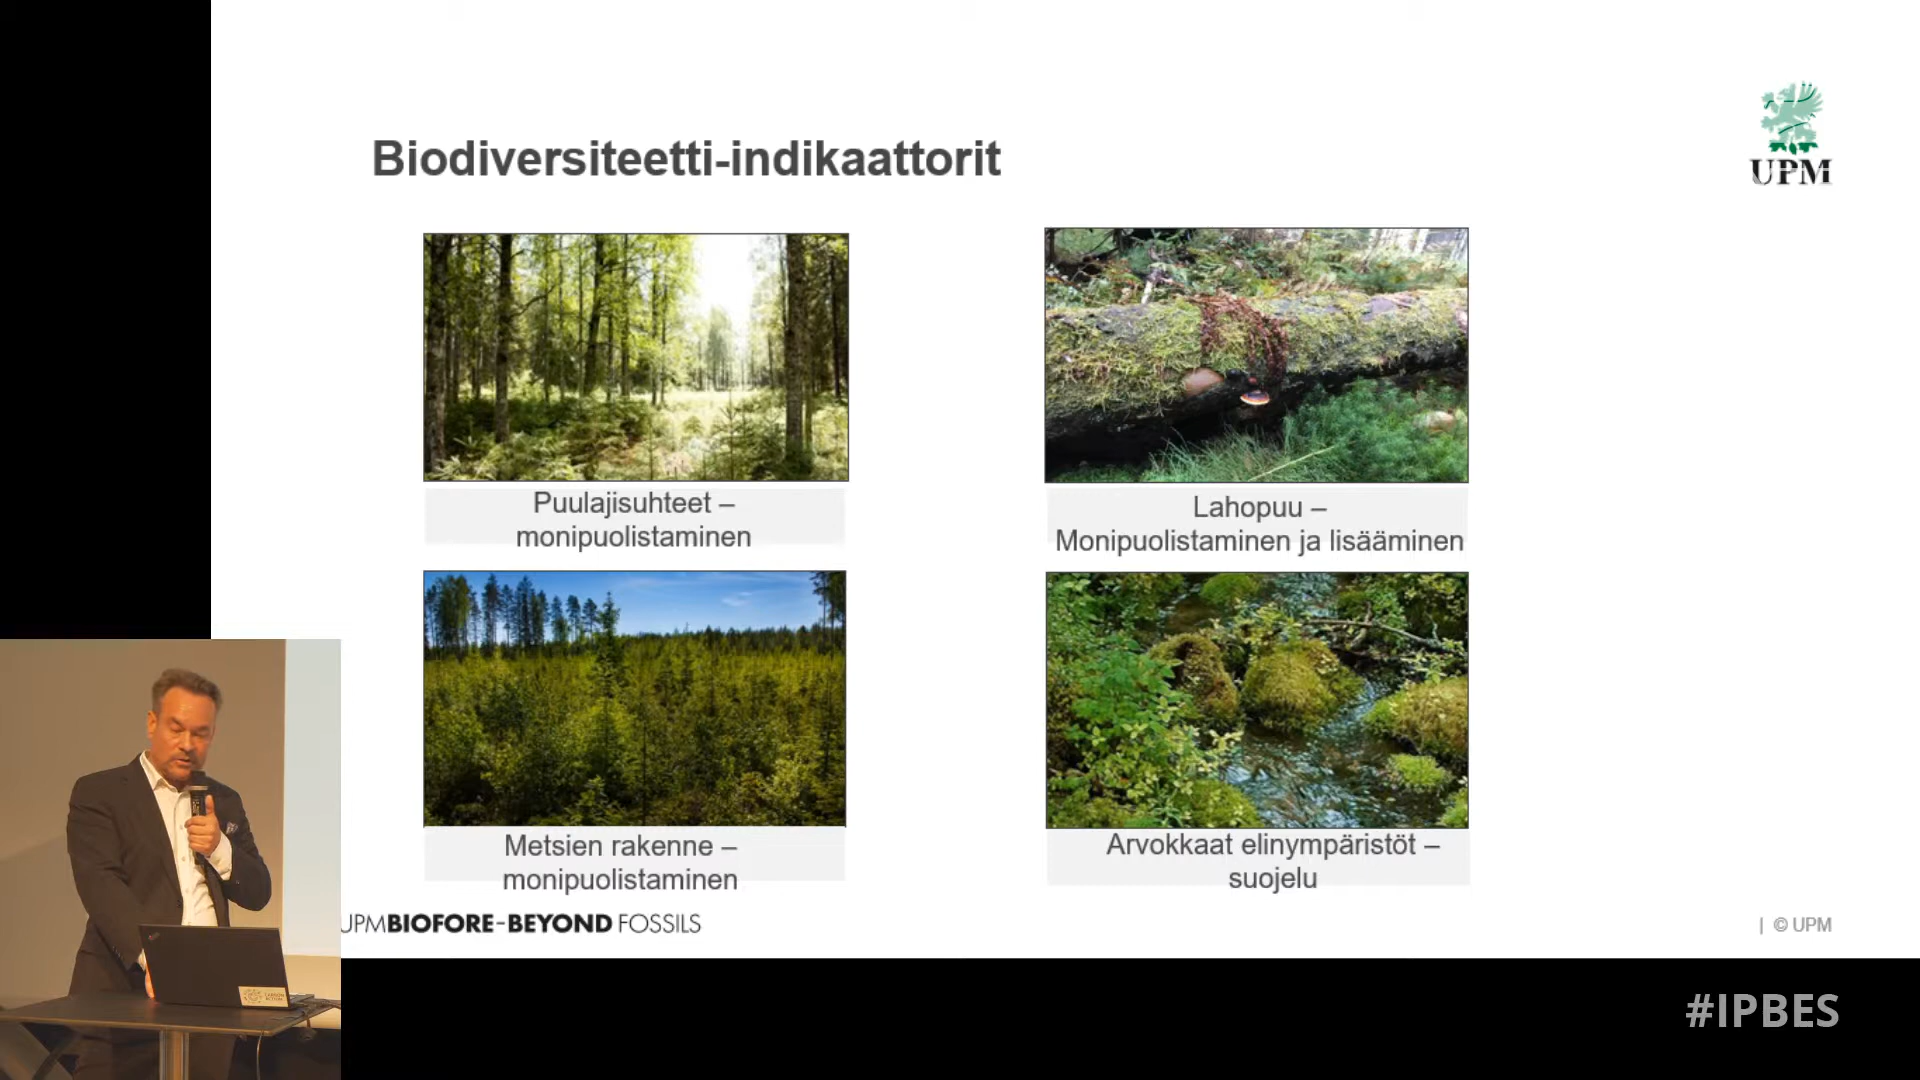 Biodiversiteetti-indikaattorit
UPM
Puulajisuhteet –
monipuolistaminen
Lahopuu –
Monipuolistaminen ja lisääminen
Metsien rakenne –
monipuolistaminen
Arvokkaat elinympäristöt –
suojelu
UPMBIOFORE–BEYOND FOSSILS
| © UPM
#IPBES